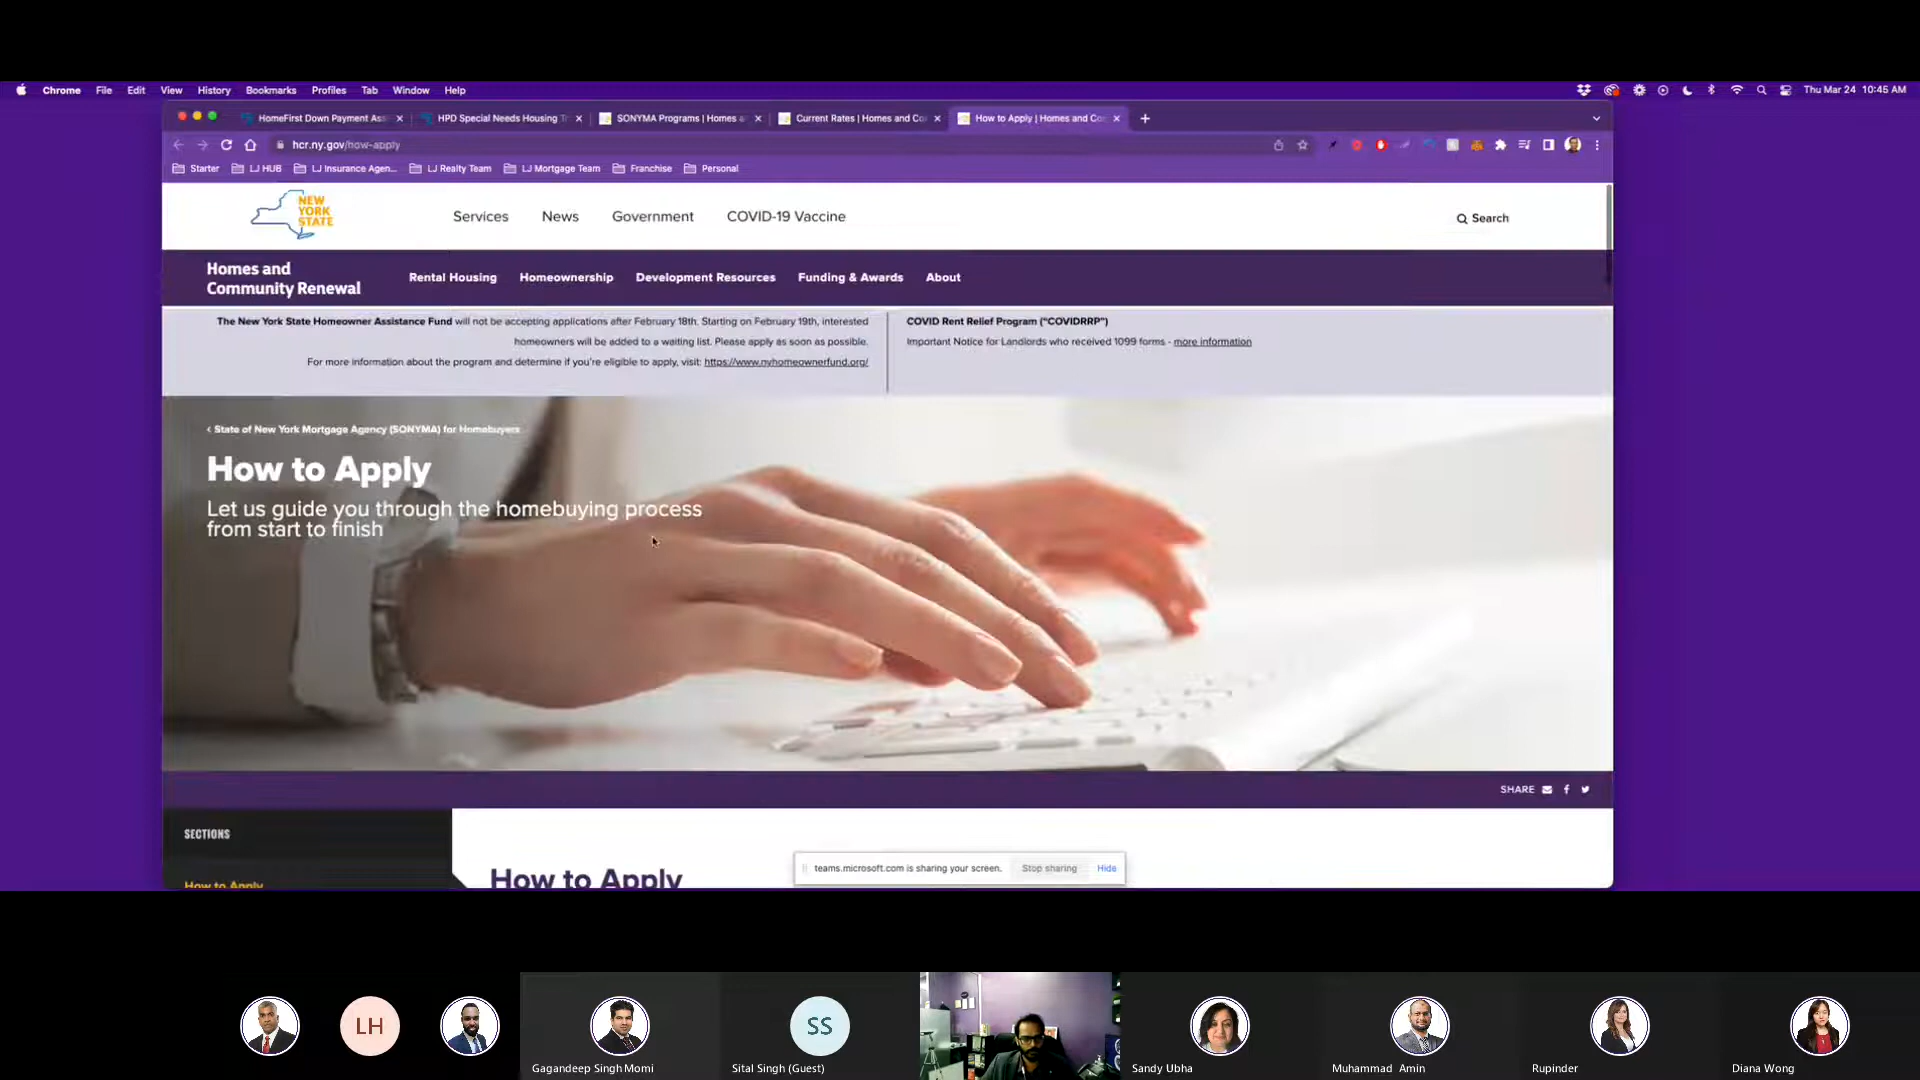 Chrome File Edit View History Bookmarks Profiles Tab Window Help
Thu Mar 24 10:45 AM
HomeFirst Down Payment Ass
HPD Special Needs Housing Tr
SONYMA Programs | Homes a
Current Rates | Homes and Co
How to Apply | Homes and Co
hcr.ny.gov/how-apply
Starter LJ HUB LJ Insurance Agen... LJ Realty Team LJ Mortgage Team Franchise Personal
NEW
YORK
STATE
Services News Government COVID-19 Vaccine
Search
Homes and
Community Renewal
Rental Housing Homeownership Development Resources Funding & Awards About
The New York State Homeowner Assistance Fund will not be accepting applications after February 18th. Starting on February 19th, interested
homeowners will be added to a waiting list. Please apply as soon as possible.
For more information about the program and determine if you're eligible to apply, visit: https://www.nyhomeownerfund.org/
COVID Rent Relief Program ("COVIDRRP")
Important Notice for Landlords who received 1099 forms - more information
‹ State of New York Mortgage Agency (SONYMA) for Homebuyers
How to Apply
Let us guide you through the homebuying process
from start to finish
SHARE
SECTIONS
How to Apply
How to Apply
teams.microsoft.com is sharing your screen. Stop sharing Hide
LH
SS
Gagandeep Singh Momi
Sital Singh (Guest)
Sandy Ubha
Muhammad Amin
Rupinder
Diana Wong